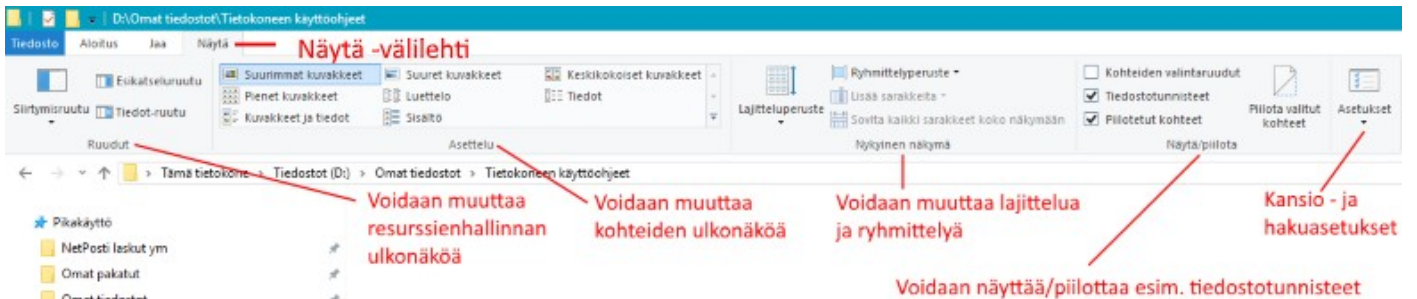 D:\Omat tiedostot\Tietokoneen käyttöohjeet
Tiedosto Aloitus Jaa Näytä Näytä -välilehti
Siirtymisruutu
Esikatseluruutu
Tiedot-ruutu
Ruudut
Suurimmat kuvakkeet Suuret kuvakkeet Keskikokoiset kuvakkeet
Pienet kuvakkeet Luettelo Tiedot
Kuvakkeet ja tiedot Sisältö
Asettelu
Lajitteluperuste
Ryhmittelyperuste
Lisää sarakkeita
Sovita kaikki sarakkeet koko näkymään
Nykyinen näkymä
Kohteiden valintaruudut
Tiedostotunnisteet
Piilotetut kohteet
Piilota valitut
kohteet
Näytä/piilota
Asetukset
Tämä tietokone > Tiedostot (D:) > Omat tiedostot > Tietokoneen käyttöohjeet
Pikakäyttö
NetPosti laskut ym
Omat pakatut
Omat tiedostot
Voidaan muuttaa
resurssienhallinnan
ulkonäköä
Voidaan muuttaa
kohteiden ulkonäköä
Voidaan muuttaa lajittelua
ja ryhmittelyä
Kansio - ja
hakuasetukset
Voidaan näyttää/piilottaa esim. tiedostotunnisteet